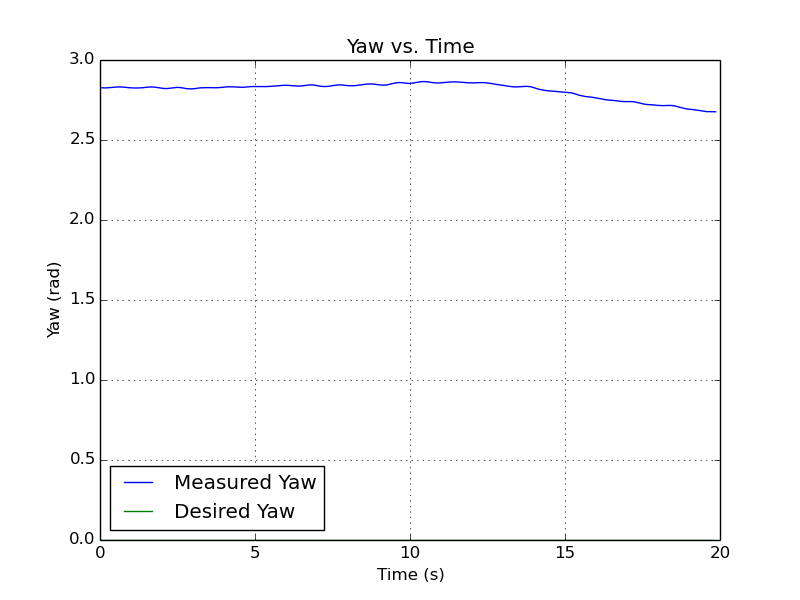 Yaw vs. Time
3.0
2.5
2.0
1.5
1.0
0.5
0.0
Yaw (rad)
Measured Yaw
Desired Yaw
0
5
10
15
20
Time (s)